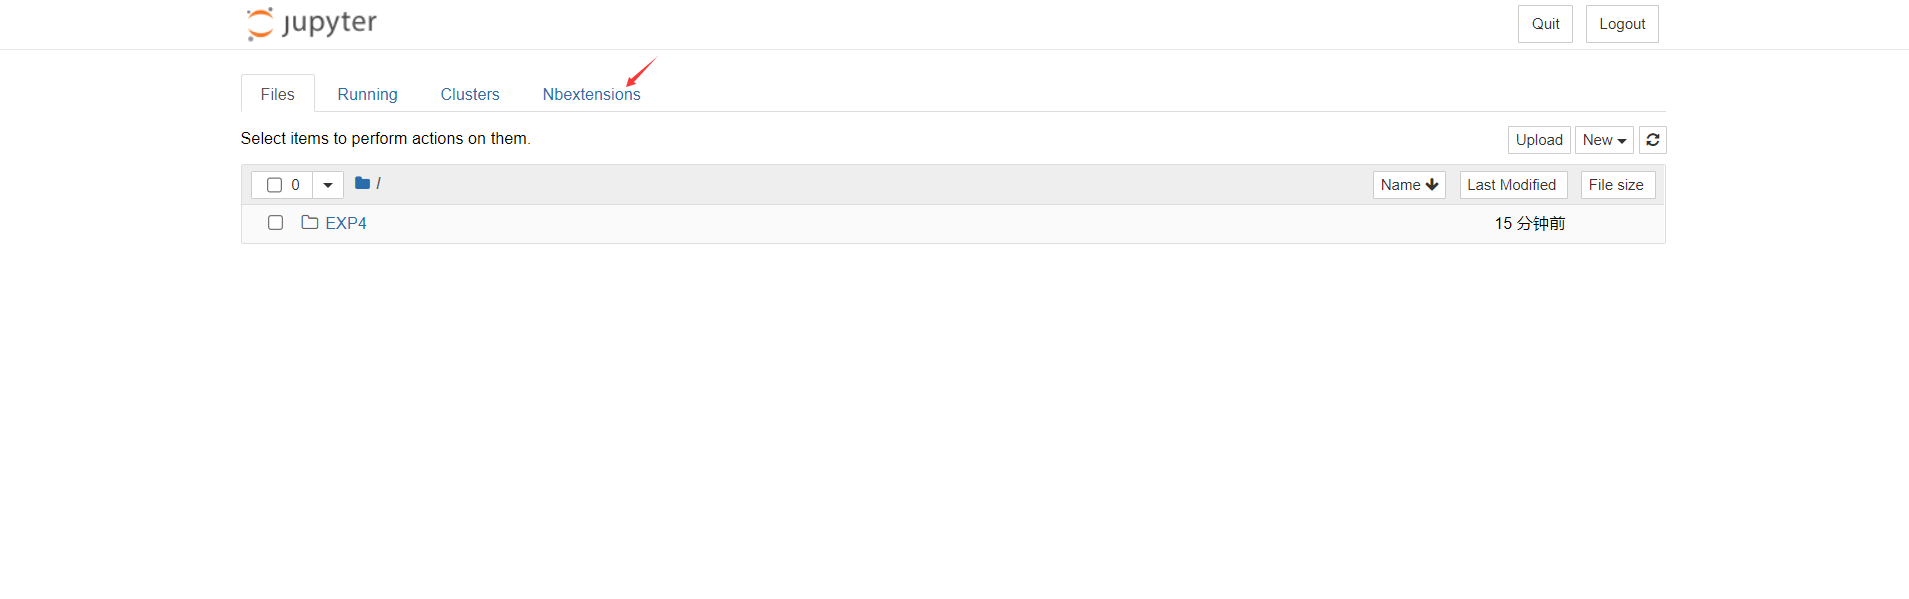 jupyter
Quit
Logout
Files
Running
Clusters
Nbextensions
Select items to perform actions on them.
Upload
New
0
/
Name
Last Modified
File size
EXP4
15 分钟前